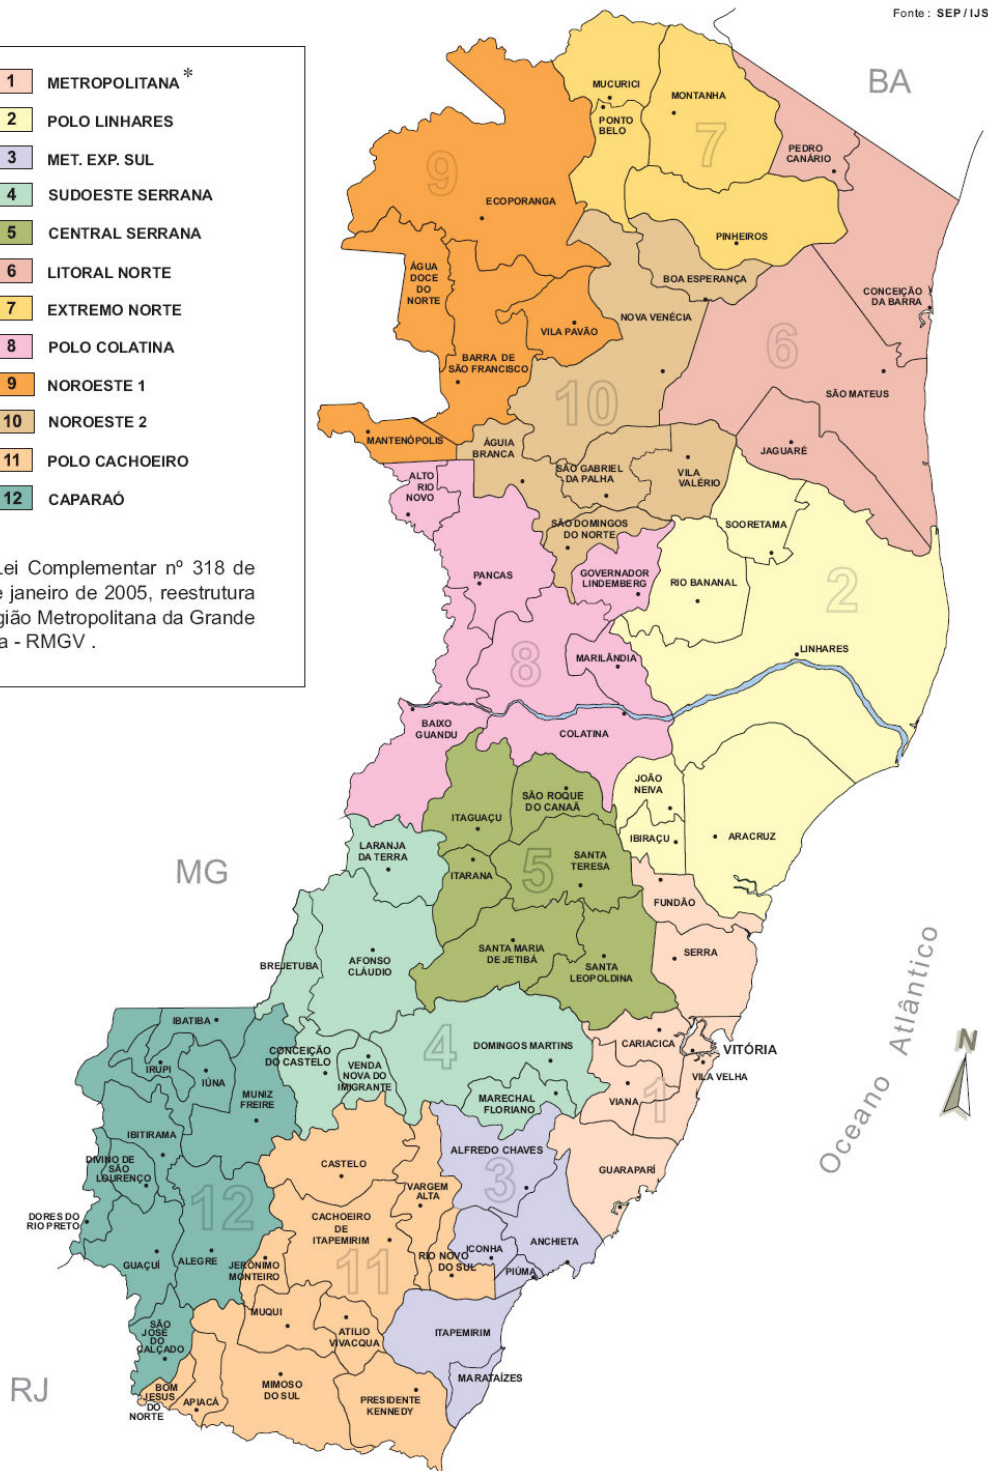 Fonte : SEP / IJS
1 METROPOLITANA *
2 POLO LINHARES
3 MET. EXP. SUL
4 SUDOESTE SERRANA
5 CENTRAL SERRANA
6 LITORAL NORTE
7 EXTREMO NORTE
8 POLO COLATINA
9 NOROESTE 1
10 NOROESTE 2
11 POLO CACHOEIRO
12 CAPARAÓ
Lei Complementar nº 318 de
e janeiro de 2005, reestrutura
gião Metropolitana da Grande
a - RMGV .
BA
MUCURICI
MONTANHA
PONTO
BELO
7
PEDRO
CANÁRIO
9
ECOPORANGA
PINHEIROS
ÁGUA
DOCE
DO
NORTE
BOA ESPERANÇA
CONCEIÇÃO
DA BARRA
NOVA VENÉCIA
VILA PAVÃO
6
BARRA DE
SÃO FRANCISCO
10
SÃO MATEUS
MANTENÓPOLIS
ÁGUIA
BRANCA
JAGUARÉ
SÃO GABRIEL
DA PALHA
VILA
VALÉRIO
ALTO
RIO
NOVO
SÃO DOMINGOS
DO NORTE
SOORETAMA
PANCAS
GOVERNADOR
LINDEMBERG
RIO BANANAL
2
LINHARES
8
MARILÂNDIA
BAIXO
GUANDU
COLATINA
JOÃO
NEIVA
SÃO ROQUE
DO CANAÃ
ITAGUAÇU
IBIRAÇU
ARACRUZ
LARANJA
DA TERRA
MG
ITARANA
5
SANTA
TERESA
FUNDÃO
SANTA MARIA
DE JETIBÁ
SERRA
BREJETUBA
AFONSO
CLÁUDIO
SANTA
LEOPOLDINA
Oceano Atlântico
IBATIBA
4
DOMINGOS MARTINS
CARIACICA
VITÓRIA
N
CONCEIÇÃO
DO CASTELO
VENDA
NOVA DO
IMIGRANTE
VILA VELHA
IRUPI
IÚNA
MUNIZ
FREIRE
MARECHAL
FLORIANO
VIANA
1
IBITIRAMA
ALFREDO CHAVES
DIVINO DE
SÃO
LOURENÇO
CASTELO
3
GUARAPARÍ
12
VARGEM
ALTA
DORES DO
RIO PRETO
CACHOEIRO
DE
ITAPEMIRIM
ICONHA
ANCHIETA
GUAÇUÍ
ALEGRE
JERÔNIMO
MONTEIRO
11
RIO NOVO
DO SUL
PIÚMA
MUQUI
SÃO
JOSÉ
DO
CALÇADO
ATILIO
VIVACQUA
ITAPEMIRIM
RJ
BOM
JESUS
DO
NORTE
APIACÁ
MIMOSO
DO SUL
PRESIDENTE
KENNEDY
MARATAÍZES